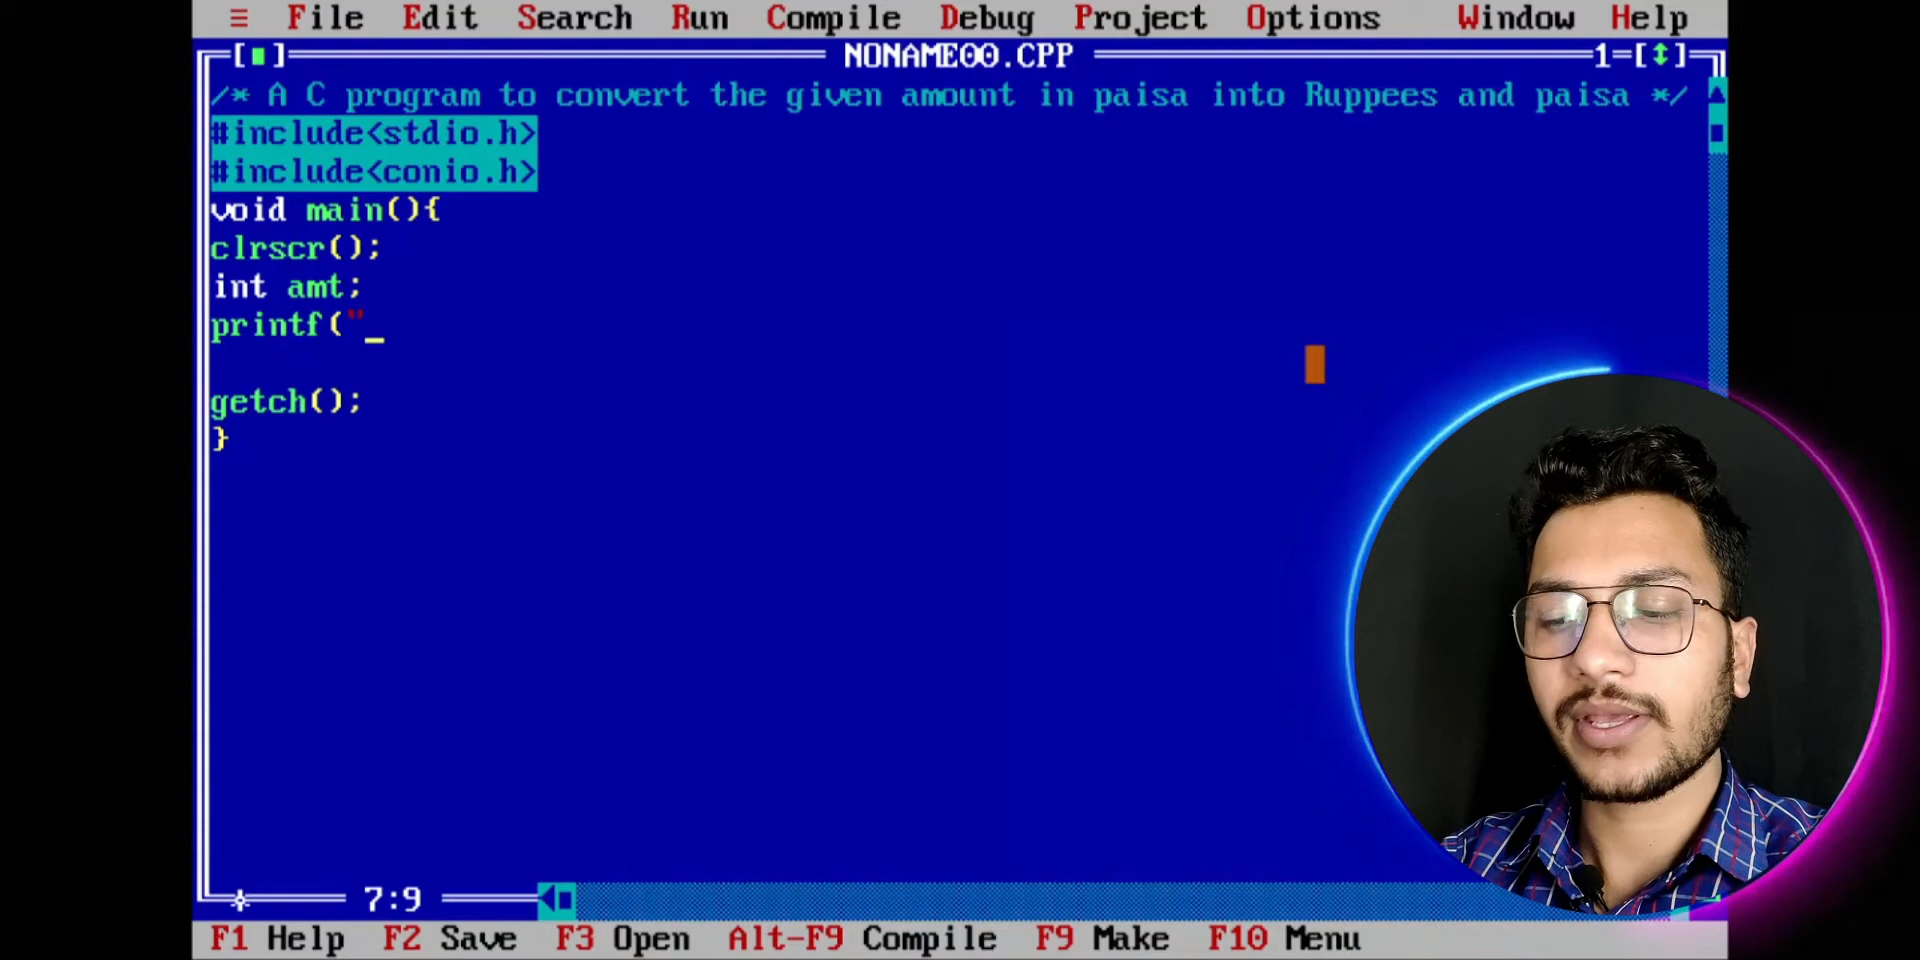 ≡ File Edit Search Run Compile Debug Project Options Window Help
[■] NONAME00.CPP 1=[↕]
/* A C program to convert the given amount in paisa into Ruppees and paisa */
#include<stdio.h>
#include<conio.h>
void main(){
clrscr();
int amt;
printf("_
getch();
}
7:9
F1 Help F2 Save F3 Open Alt-F9 Compile F9 Make F10 Menu